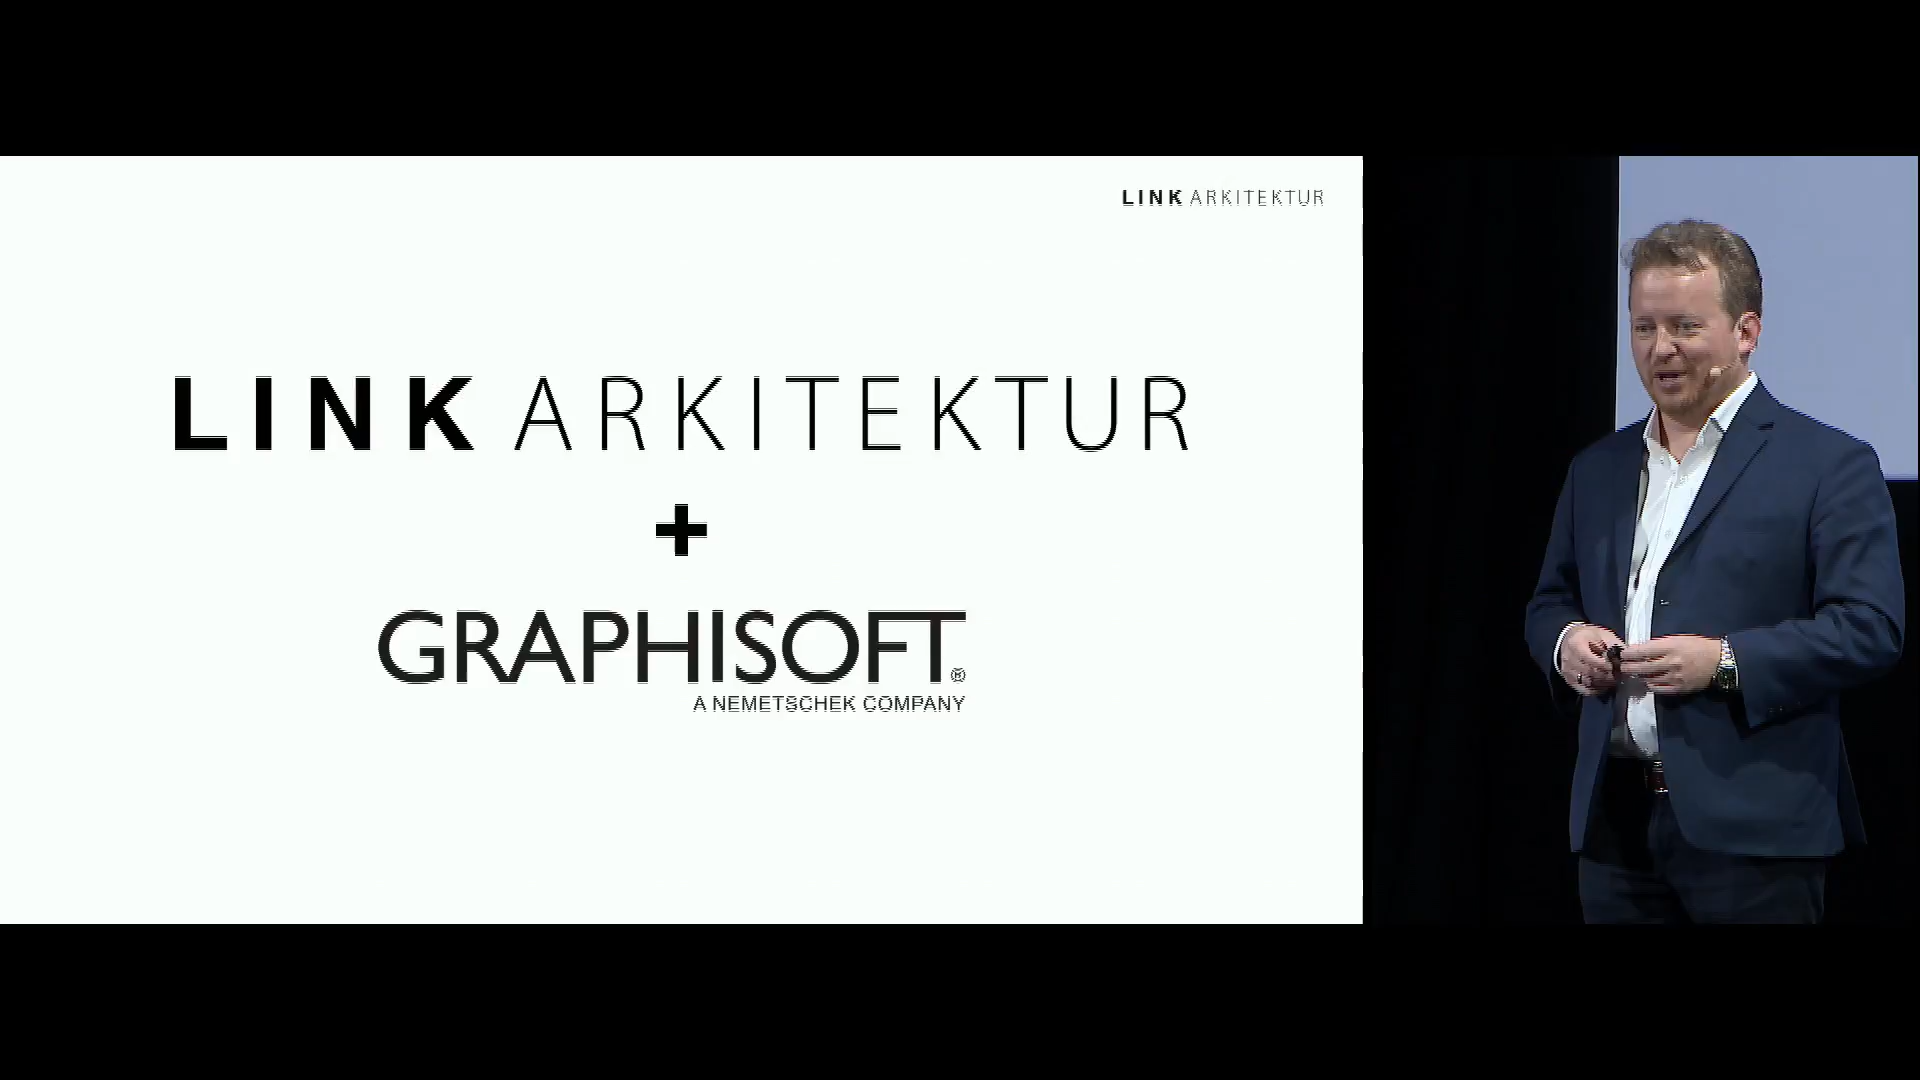 LINK ARKITEKTUR
LINK ARKITEKTUR
+
GRAPHISOFT®
A NEMETSCHEK COMPANY